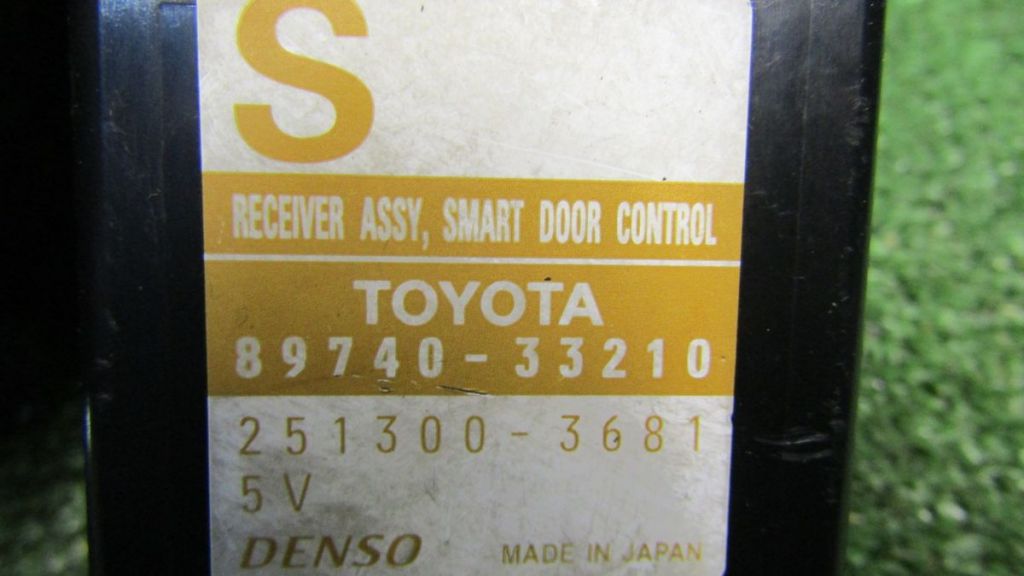 S
RECEIVER ASSY, SMART DOOR CONTROL
TOYOTA
89740-33210
251300-3681
5V
DENSO MADE IN JAPAN